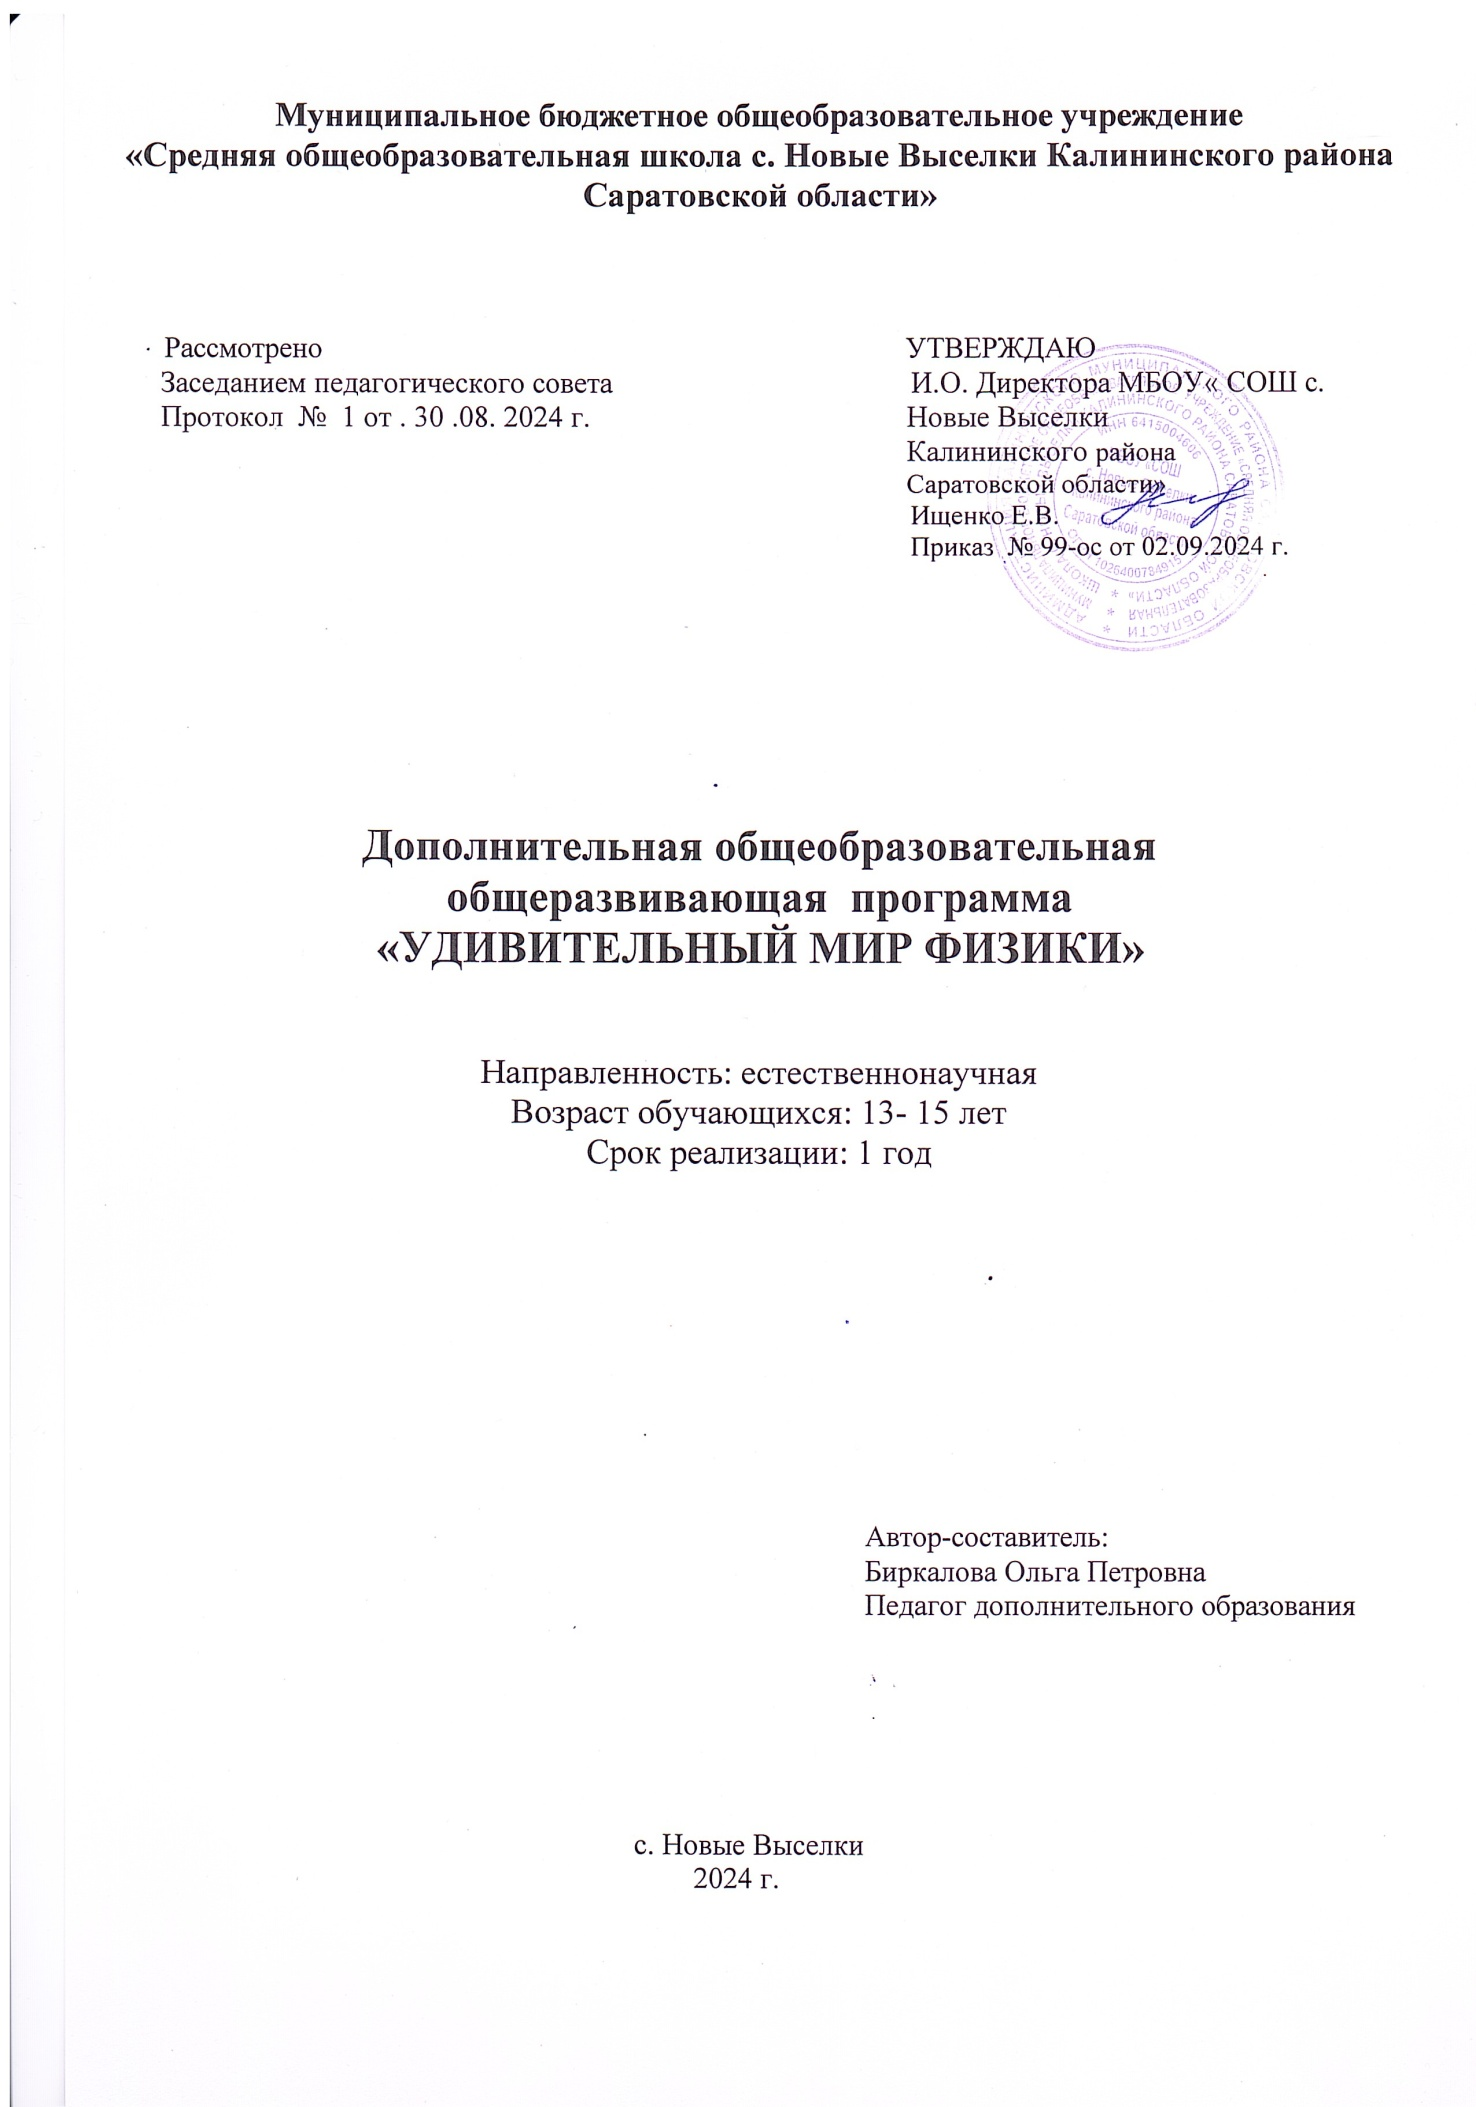 Муниципальное бюджетное общеобразовательное учреждение
«Средняя общеобразовательная школа с. Новые Выселки Калининского района
Саратовской области»
Рассмотрено
Заседанием педагогического совета
Протокол № 1 от . 30 .08. 2024 г.
УТВЕРЖДАЮ
И.О. Директора МБОУ« СОШ с.
Новые Выселки
Калининского района
Саратовской области»
Ищенко Е.В.
Приказ № 99-ос от 02.09.2024 г.
ИНН 6415004606
Дополнительная общеобразовательная
общеразвивающая программа
«УДИВИТЕЛЬНЫЙ МИР ФИЗИКИ»
Направленность: естественнонаучная
Возраст обучающихся: 13- 15 лет
Срок реализации: 1 год
Автор-составитель:
Биркалова Ольга Петровна
Педагог дополнительного образования
с. Новые Выселки
2024 г.